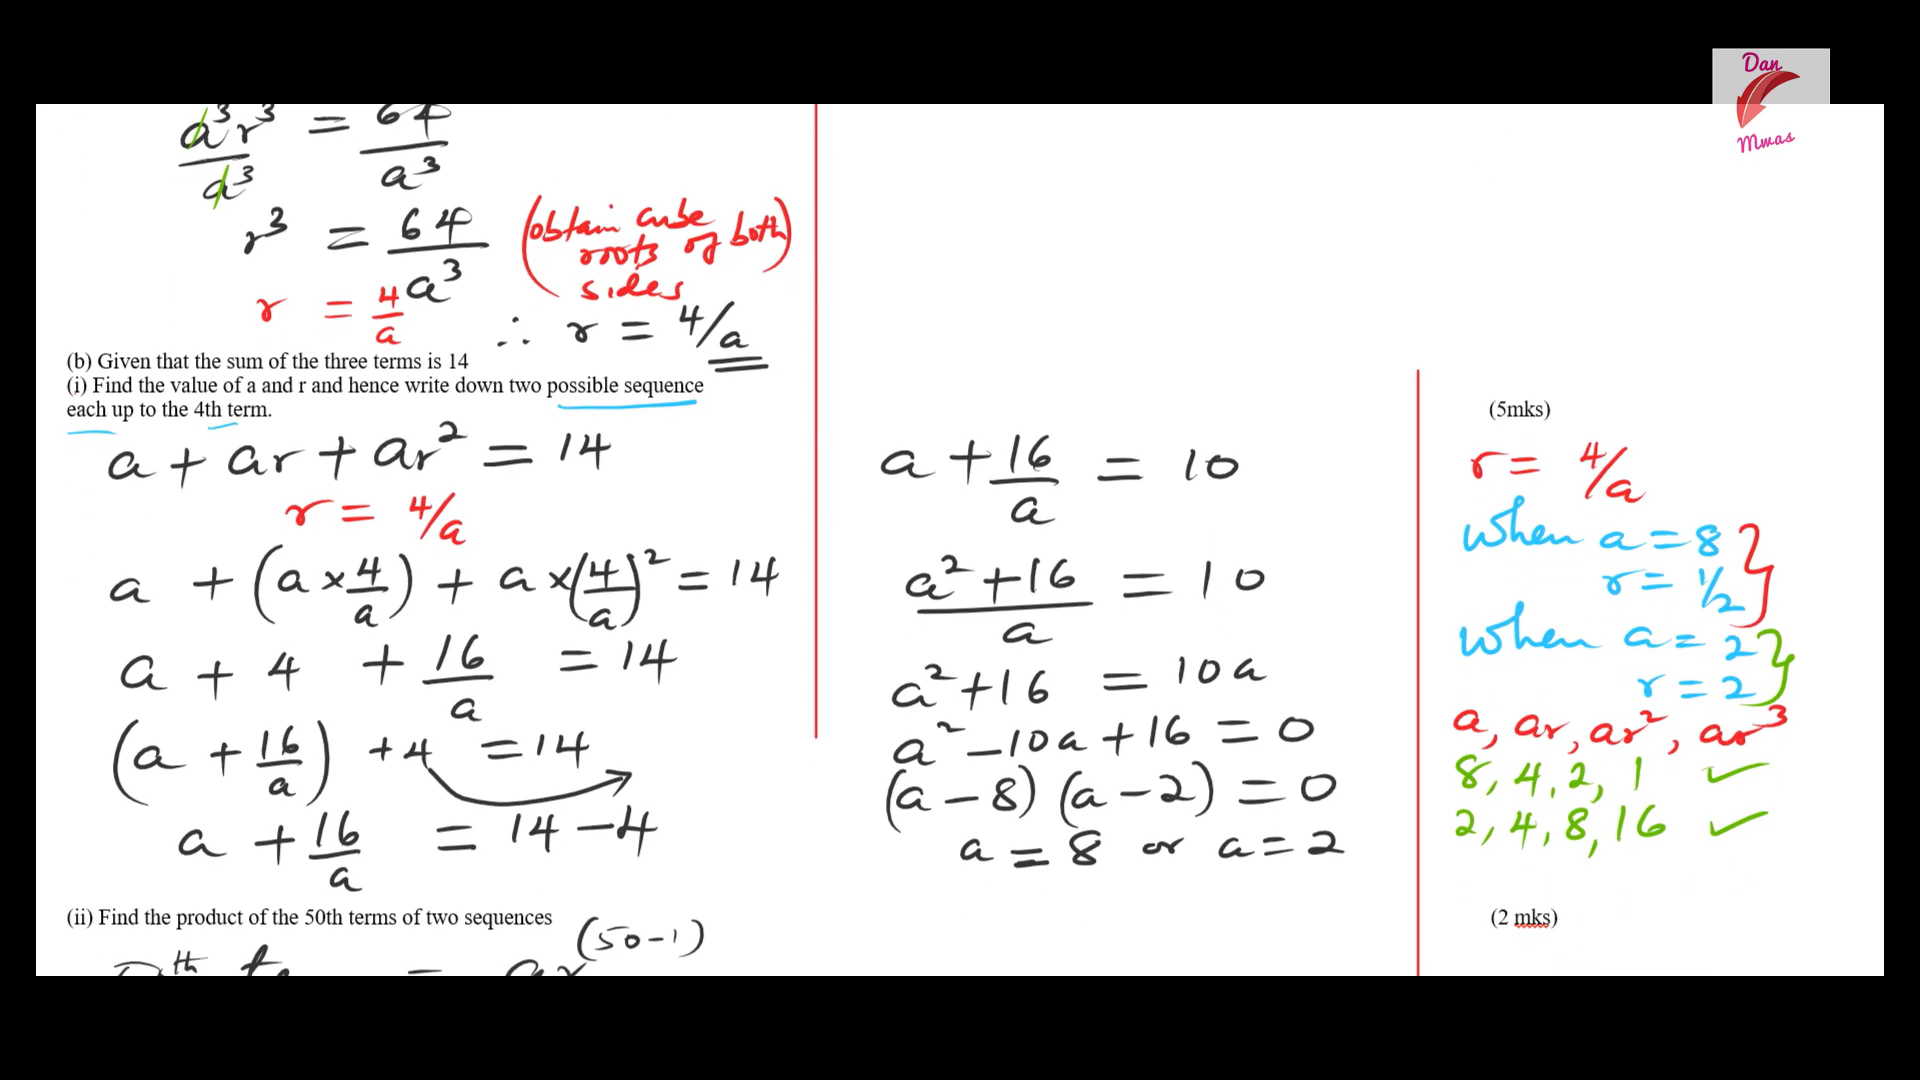 Dan
Mwas
a³r³ / a³ = 64 / a³
r³ = 64 / a³ (obtain cube roots of both sides)
r = 4/a
∴ r = 4/a
(b) Given that the sum of the three terms is 14
(i) Find the value of a and r and hence write down two possible sequence
each up to the 4th term.
(5mks)
a + ar + ar² = 14
r = 4/a
a + (a × 4/a) + a × (4/a)² = 14
a + 4 + 16/a = 14
(a + 16/a) + 4 = 14
a + 16/a = 14 - 4
a + 16/a = 10
(a² + 16)/a = 10
a² + 16 = 10a
a² - 10a + 16 = 0
(a - 8) (a - 2) = 0
a = 8 or a = 2
r = 4/a
when a = 8
r = 1/2
when a = 2
r = 2
a, ar, ar², ar³
8, 4, 2, 1 ✓
2, 4, 8, 16 ✓
(ii) Find the product of the 50th terms of two sequences
(2 mks)
(50-1)